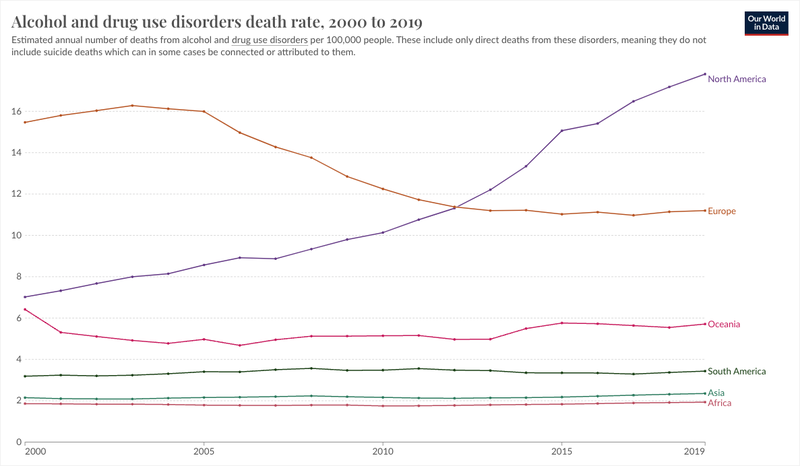 Alcohol and drug use disorders death rate, 2000 to 2019
Our World
in Data
Estimated annual number of deaths from alcohol and drug use disorders per 100,000 people. These include only direct deaths from these disorders, meaning they do not
include suicide deaths which can in some cases be connected or attributed to them.
North America
16
14
12
Europe
10
8
6
Oceania
4
South America
Asia
2
Africa
0
2000
2005
2010
2015
2019